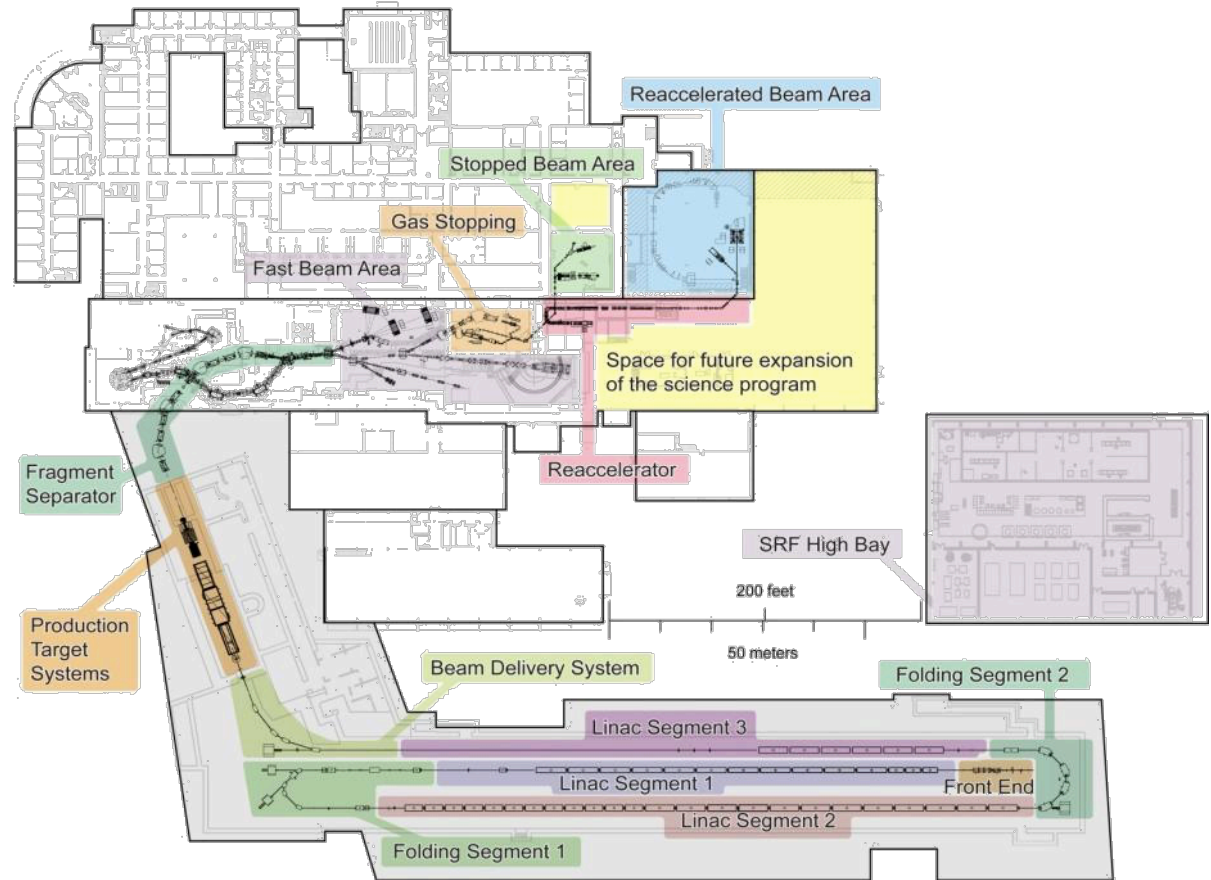 Reaccelerated Beam Area
Stopped Beam Area
Gas Stopping
Fast Beam Area
Space for future expansion
of the science program
Fragment
Separator
Reaccelerator
SRF High Bay
200 feet
50 meters
Production
Target
Systems
Beam Delivery System
Folding Segment 2
Linac Segment 3
Linac Segment 1
Front End
Linac Segment 2
Folding Segment 1